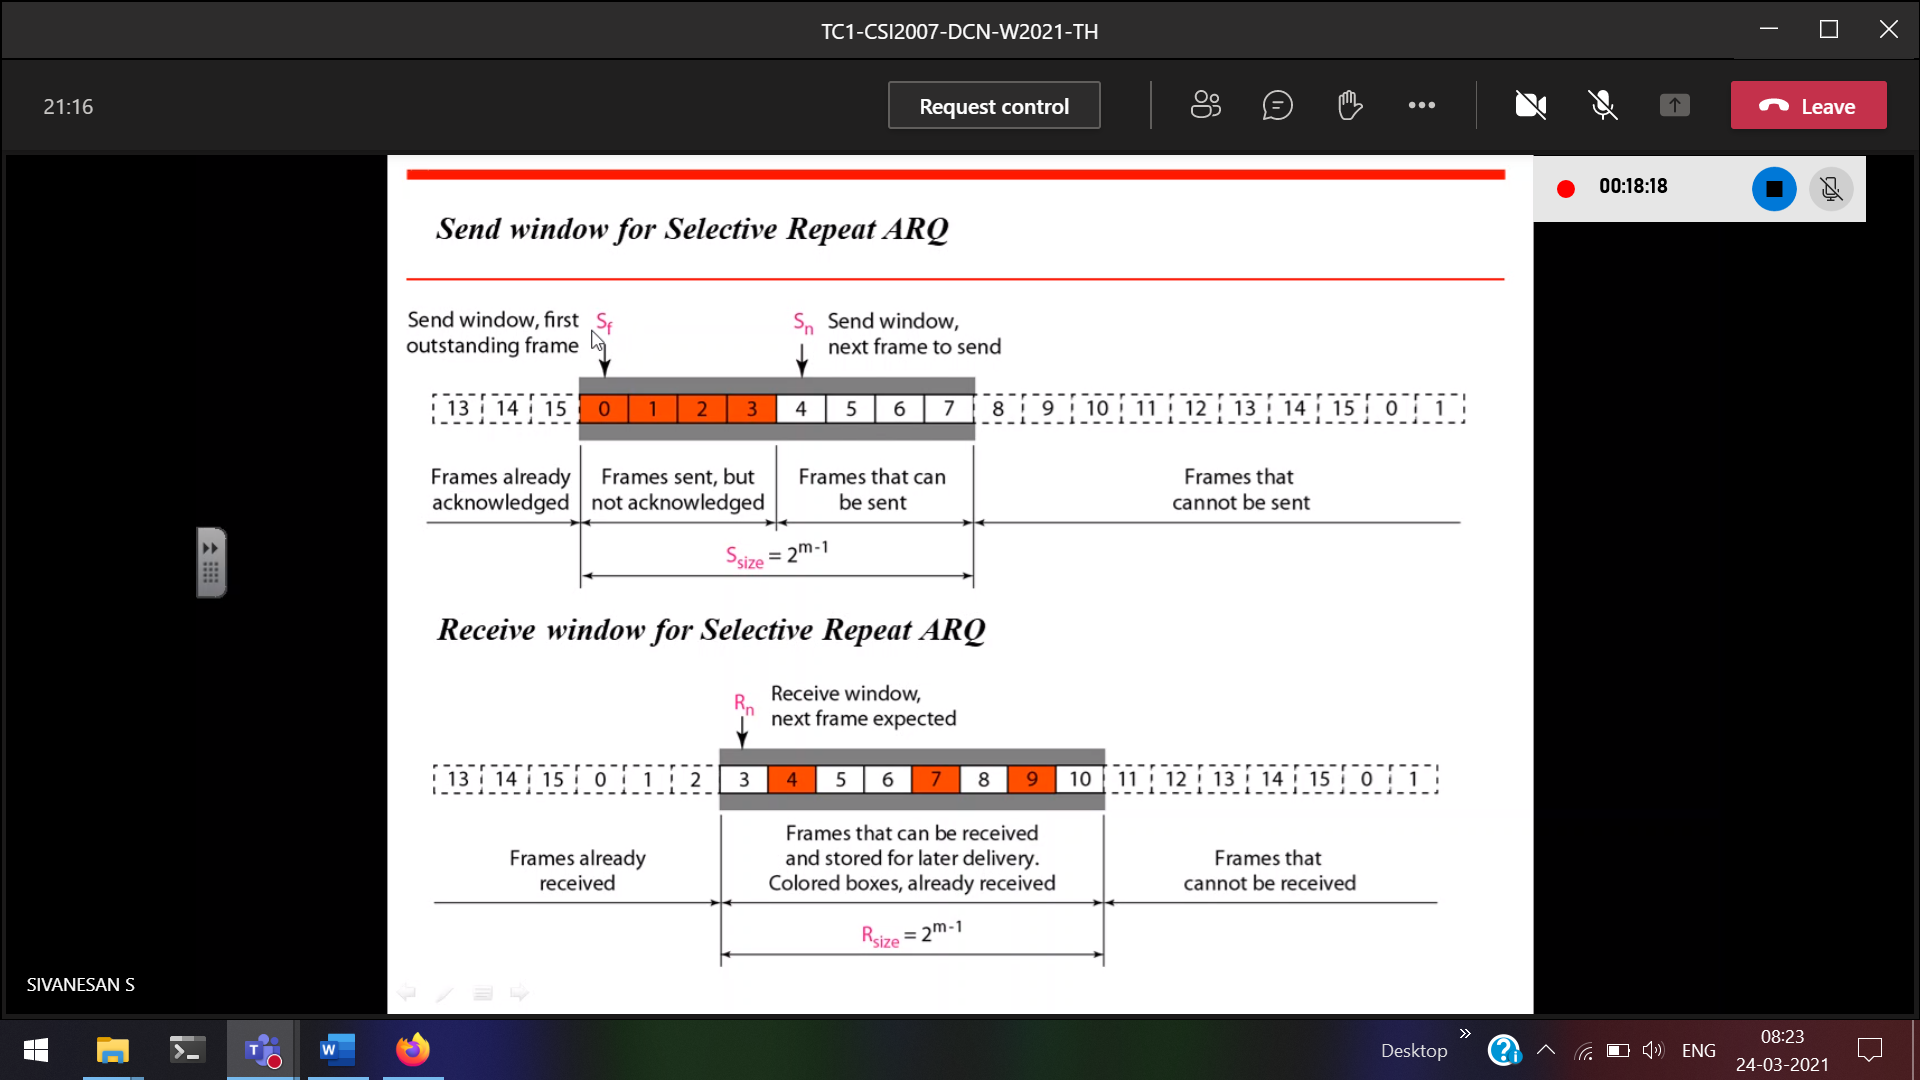 TC1-CSI2007-DCN-W2021-TH
21:16
Request control
Leave
00:18:18
Send window for Selective Repeat ARQ
Send window, first
outstanding frame
Sf
Sn
Send window,
next frame to send
13 14 15 0 1 2 3 4 5 6 7 8 9 10 11 12 13 14 15 0 1
Frames already
acknowledged
Frames sent, but
not acknowledged
Frames that can
be sent
Frames that
cannot be sent
Ssize = 2^m-1
Receive window for Selective Repeat ARQ
Rn
Receive window,
next frame expected
13 14 15 0 1 2 3 4 5 6 7 8 9 10 11 12 13 14 15 0 1
Frames already
received
Frames that can be received
and stored for later delivery.
Colored boxes, already received
Frames that
cannot be received
Rsize = 2^m-1
SIVANESAN S
Desktop
ENG
08:23
24-03-2021